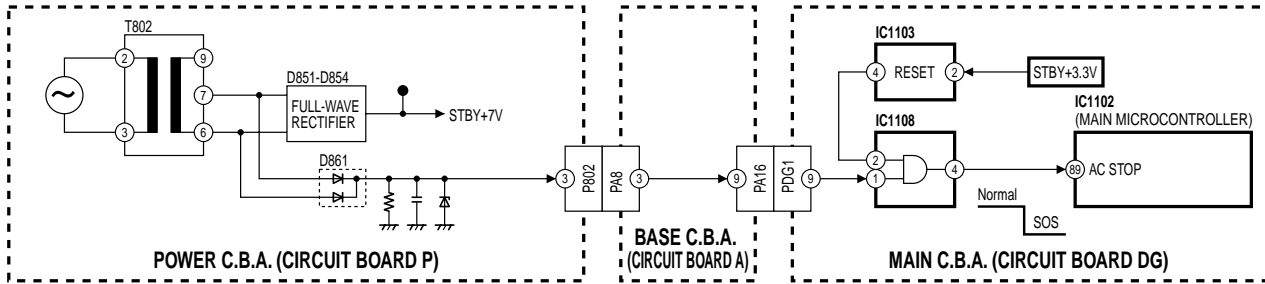 T802
2
9
7
3
6
D851-D854
FULL-WAVE
RECTIFIER
STBY+7V
D861
3
P802
PA8
3
9
PA16
PDG1
9
IC1103
4
RESET
2
STBY+3.3V
IC1102
(MAIN MICROCONTROLLER)
IC1108
2
1
4
89
AC STOP
Normal
SOS
POWER C.B.A. (CIRCUIT BOARD P)
BASE C.B.A.
(CIRCUIT BOARD A)
MAIN C.B.A. (CIRCUIT BOARD DG)